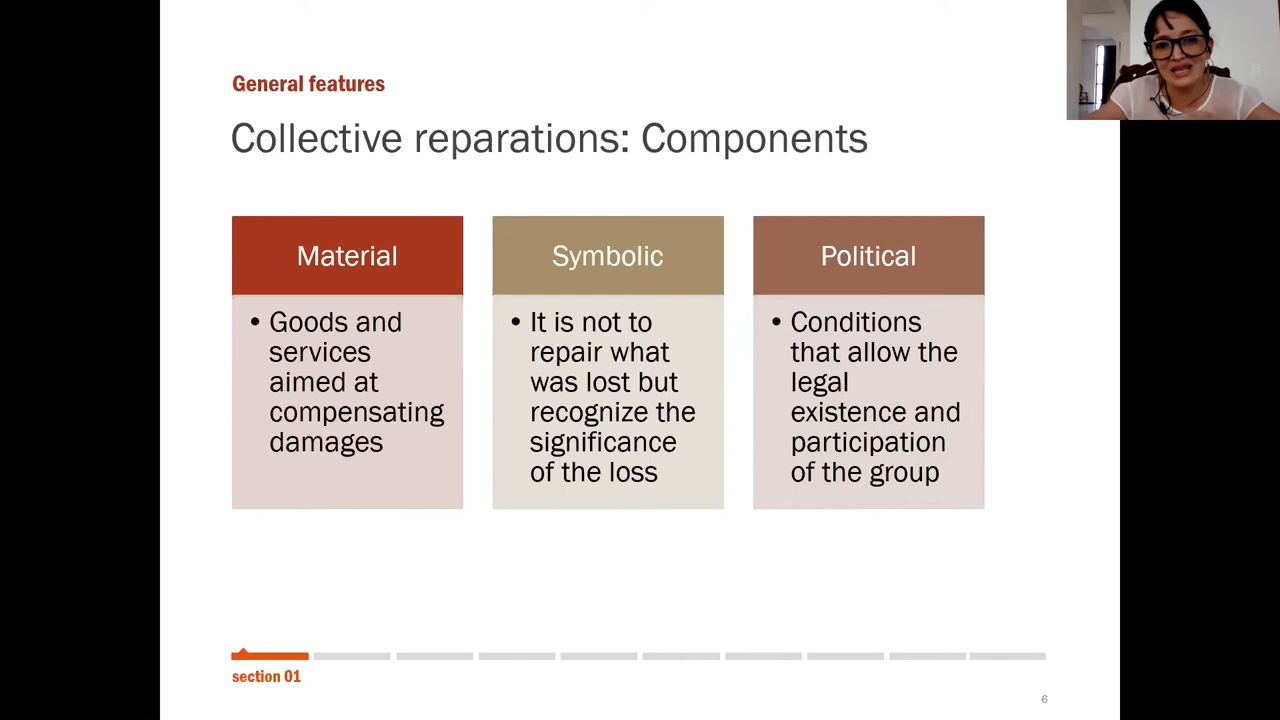 General features
Collective reparations: Components
Material
• Goods and
services
aimed at
compensating
damages
Symbolic
• It is not to
repair what
was lost but
recognize the
significance
of the loss
Political
• Conditions
that allow the
legal
existence and
participation
of the group
section 01
6